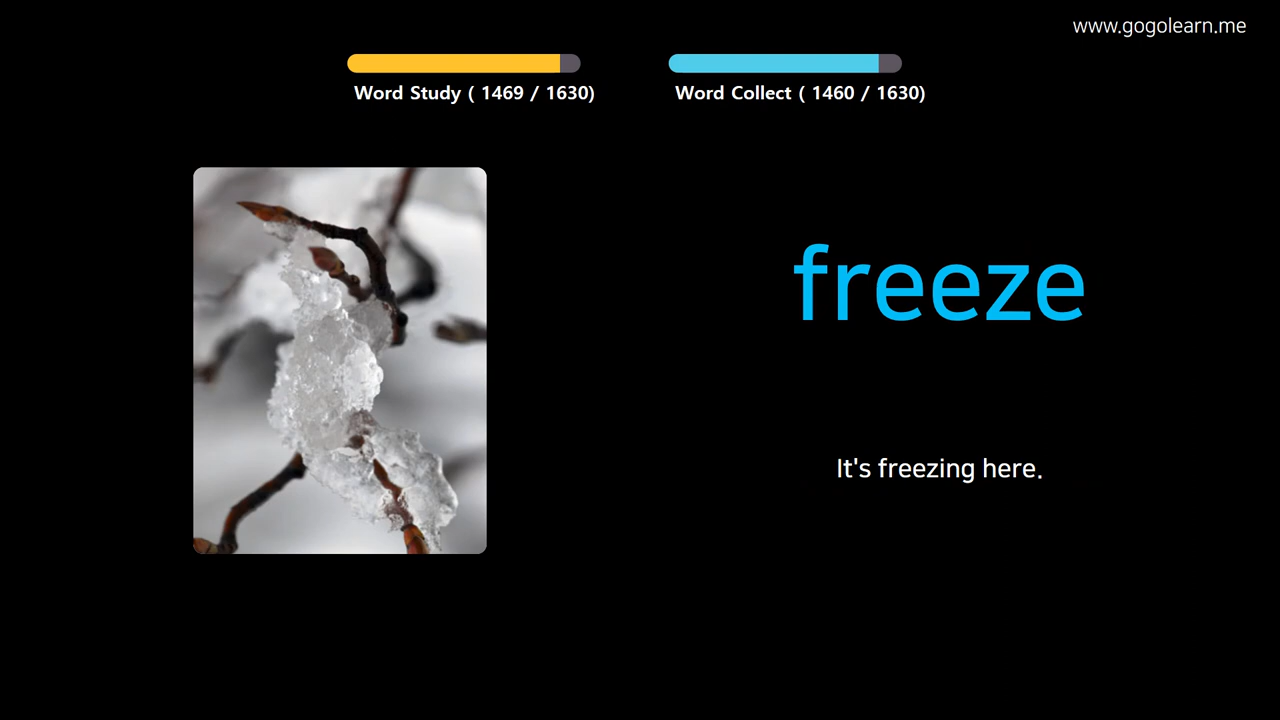 www.gogolearn.me
Word Study ( 1469 / 1630)
Word Collect ( 1460 / 1630)
freeze
It's freezing here.